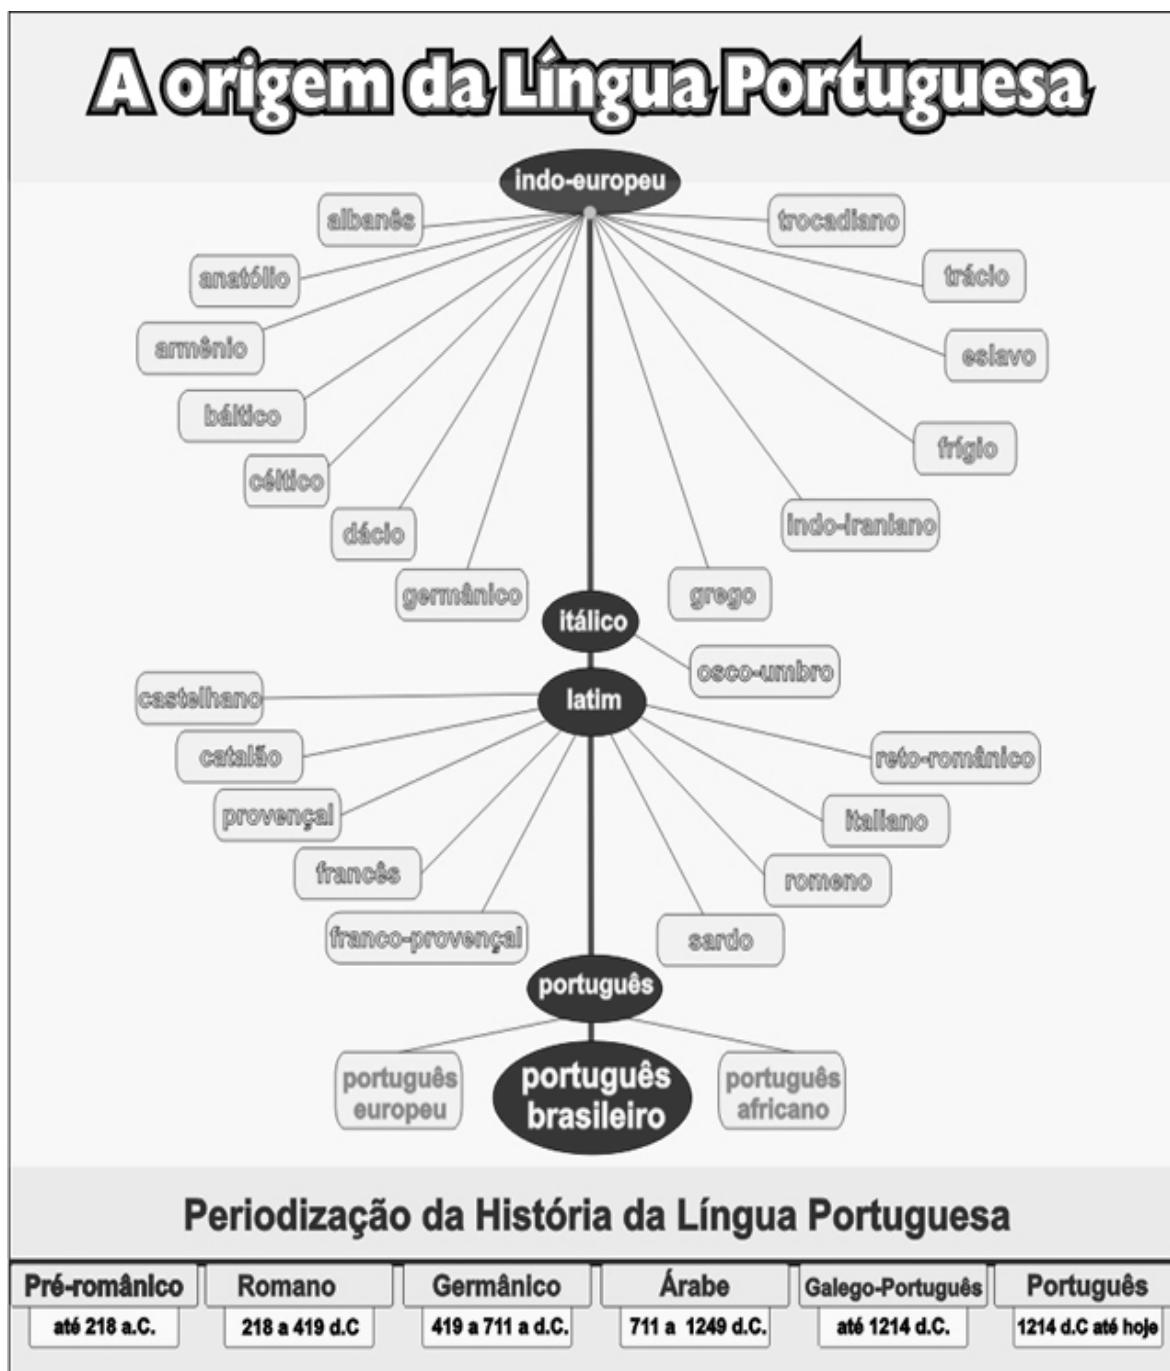 A origem da Língua Portuguesa
indo-europeu
albanês
trocadiano
anatólio
trácio
armênio
eslavo
báltico
frígio
céltico
indo-iraniano
dácio
germânico
grego
itálico
osco-umbro
castelhano
latim
catalão
reto-românico
provençal
italiano
francês
romeno
franco-provençal
sardo
português
português
europeu
português
brasileiro
português
africano
Periodização da História da Língua Portuguesa
Pré-românico
Romano
Germânico
Árabe
Galego-Português
Português
até 218 a.C.
218 a 419 d.C
419 a 711 a d.C.
711 a 1249 d.C.
até 1214 d.C.
1214 d.C até hoje